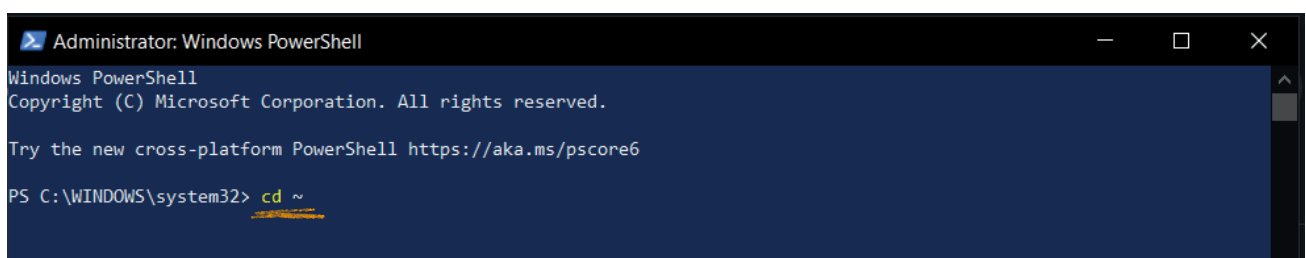 Administrator: Windows PowerShell
Windows PowerShell
Copyright (C) Microsoft Corporation. All rights reserved.
Try the new cross-platform PowerShell https://aka.ms/pscore6
PS C:\WINDOWS\system32> cd ~